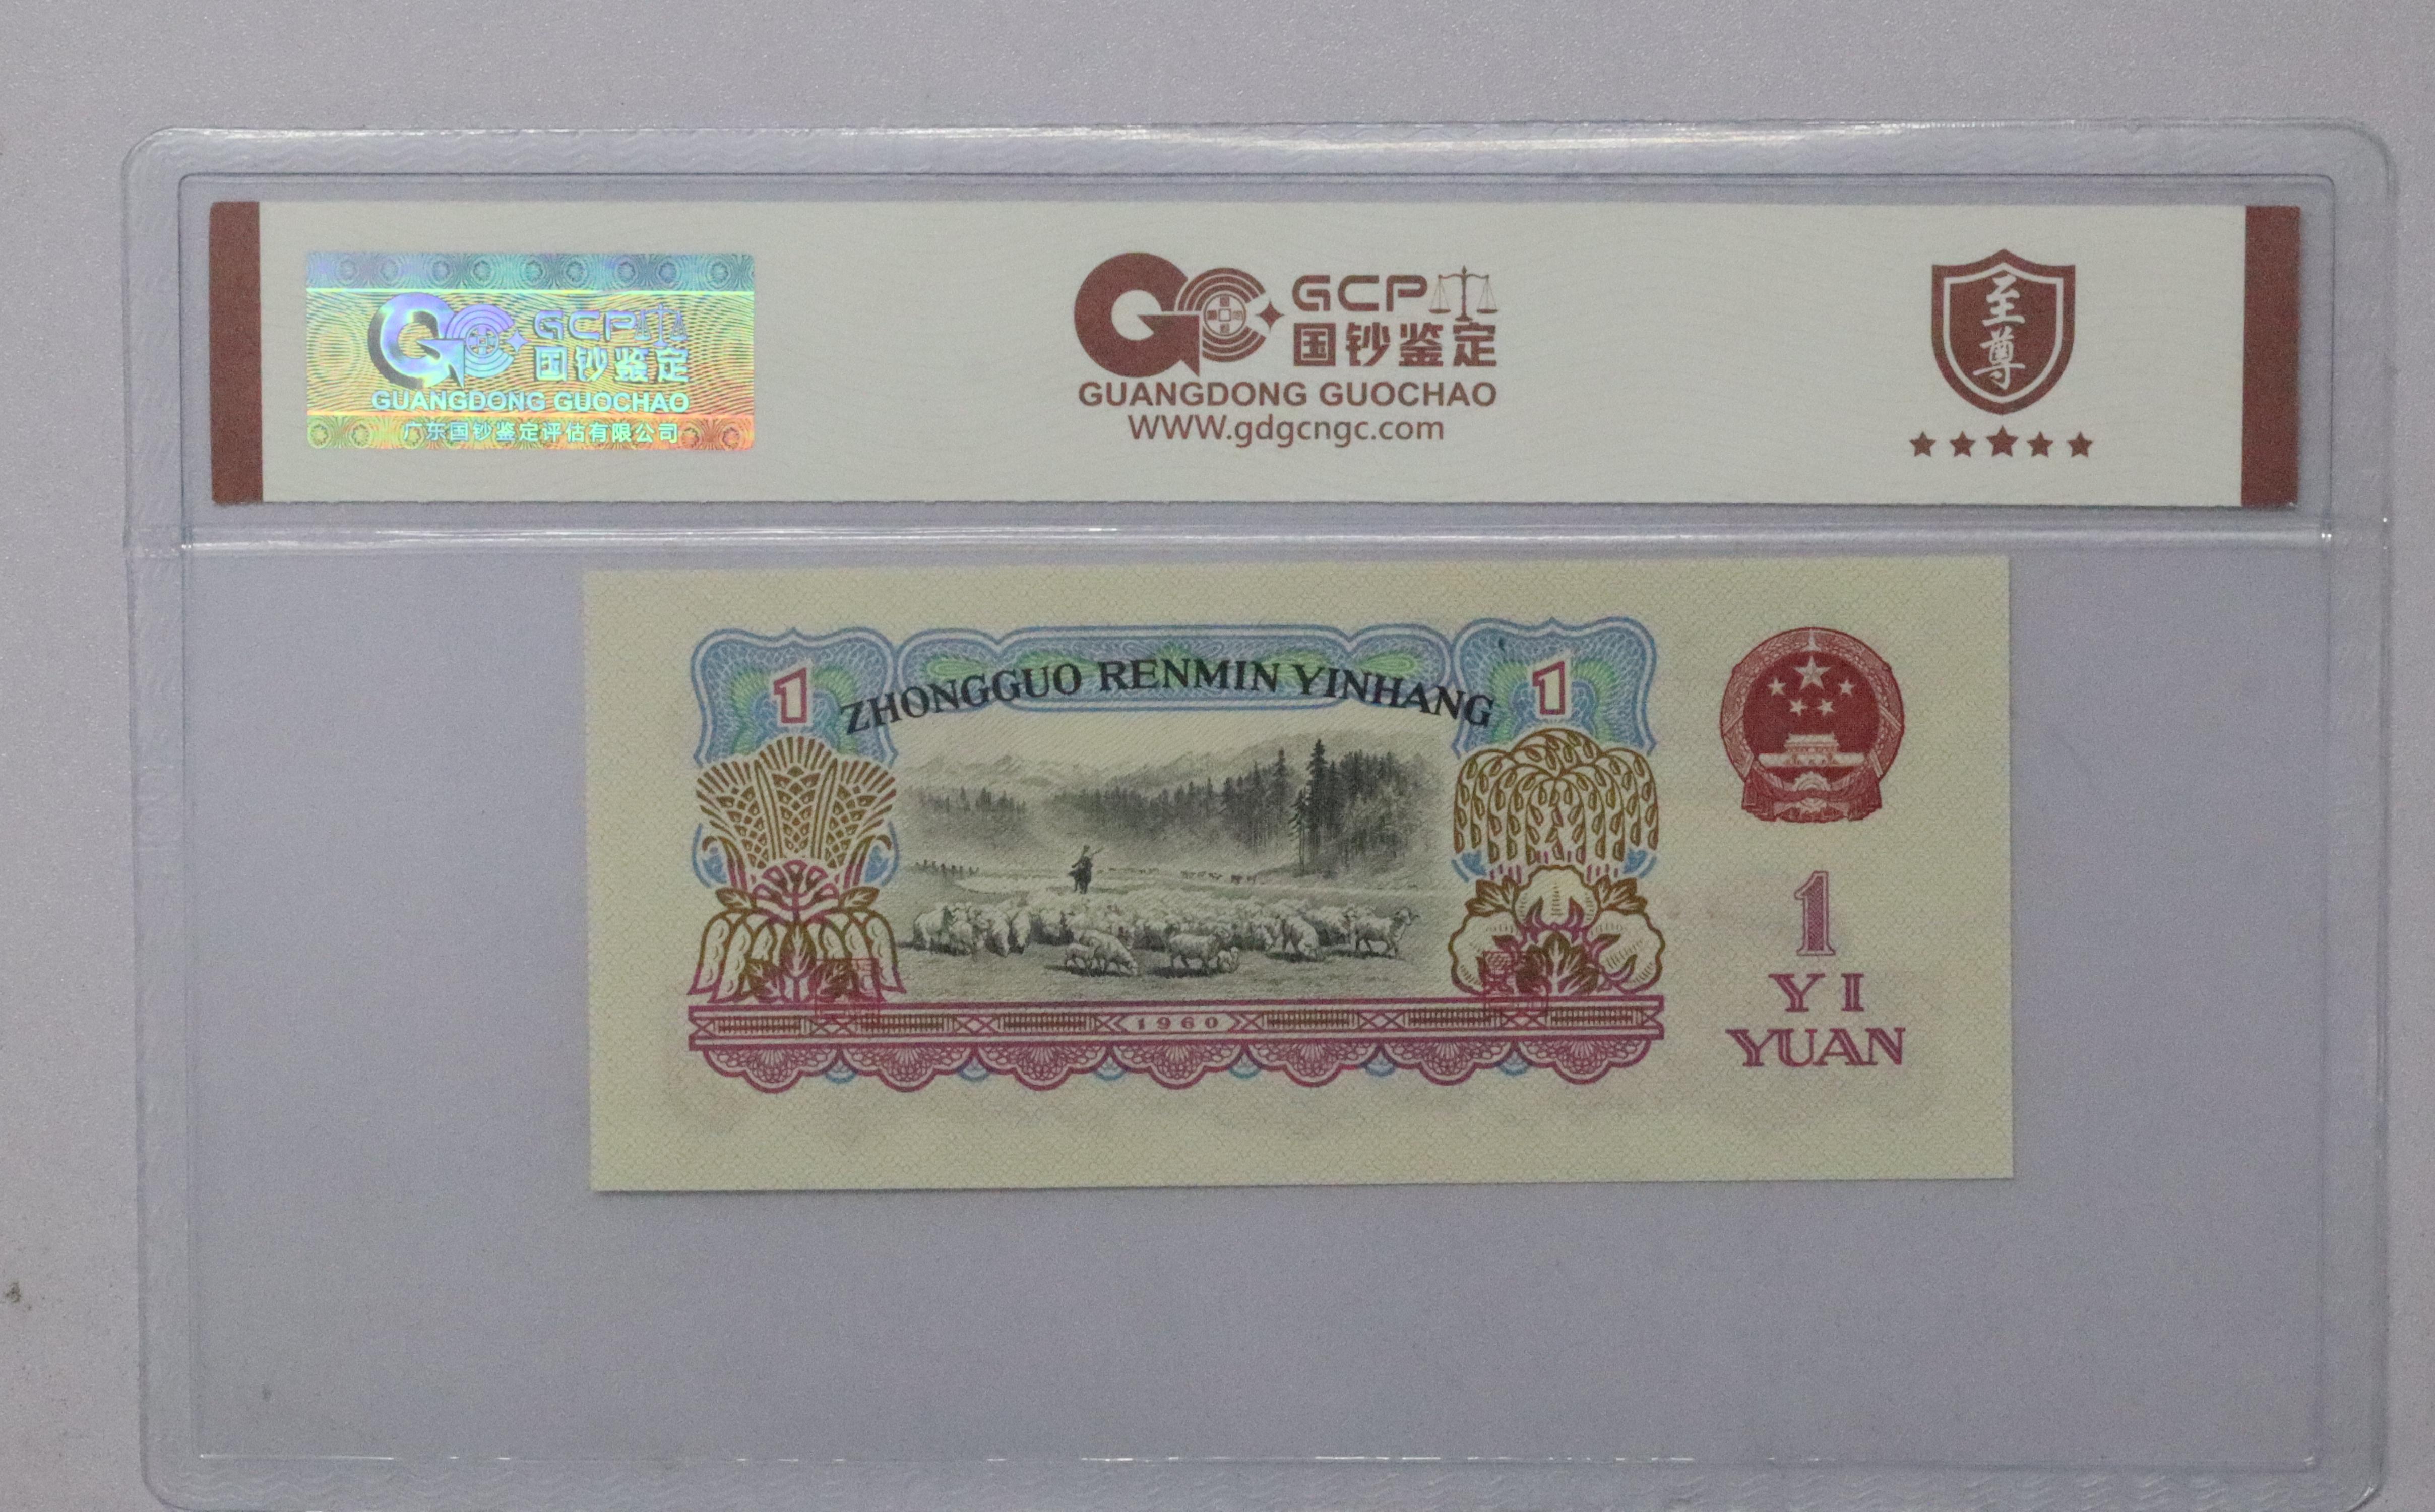 GCP
国钞鉴定
GUANGDONG GUOCHAO
广东国钞鉴定评估有限公司
GCP
国钞鉴定
GUANGDONG GUOCHAO
WWW.gdgcngc.com
至尊
1
ZHONGGUO RENMIN YINHANG
1
1960
1
YI
YUAN